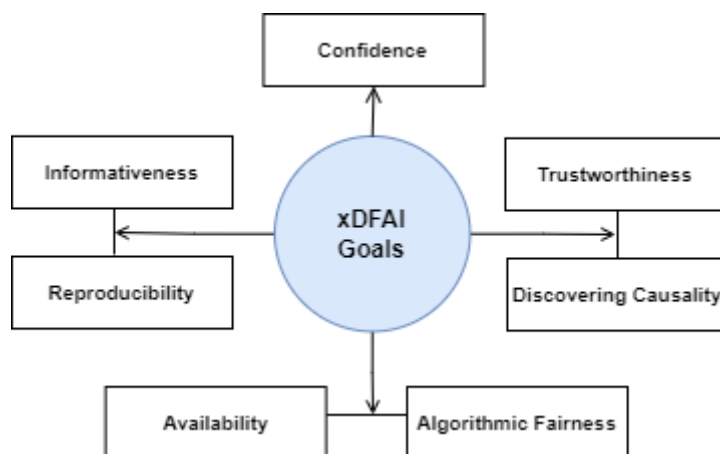 Confidence
Informativeness
Trustworthiness
xDFAI
Goals
Reproducibility
Discovering Causality
Availability
Algorithmic Fairness